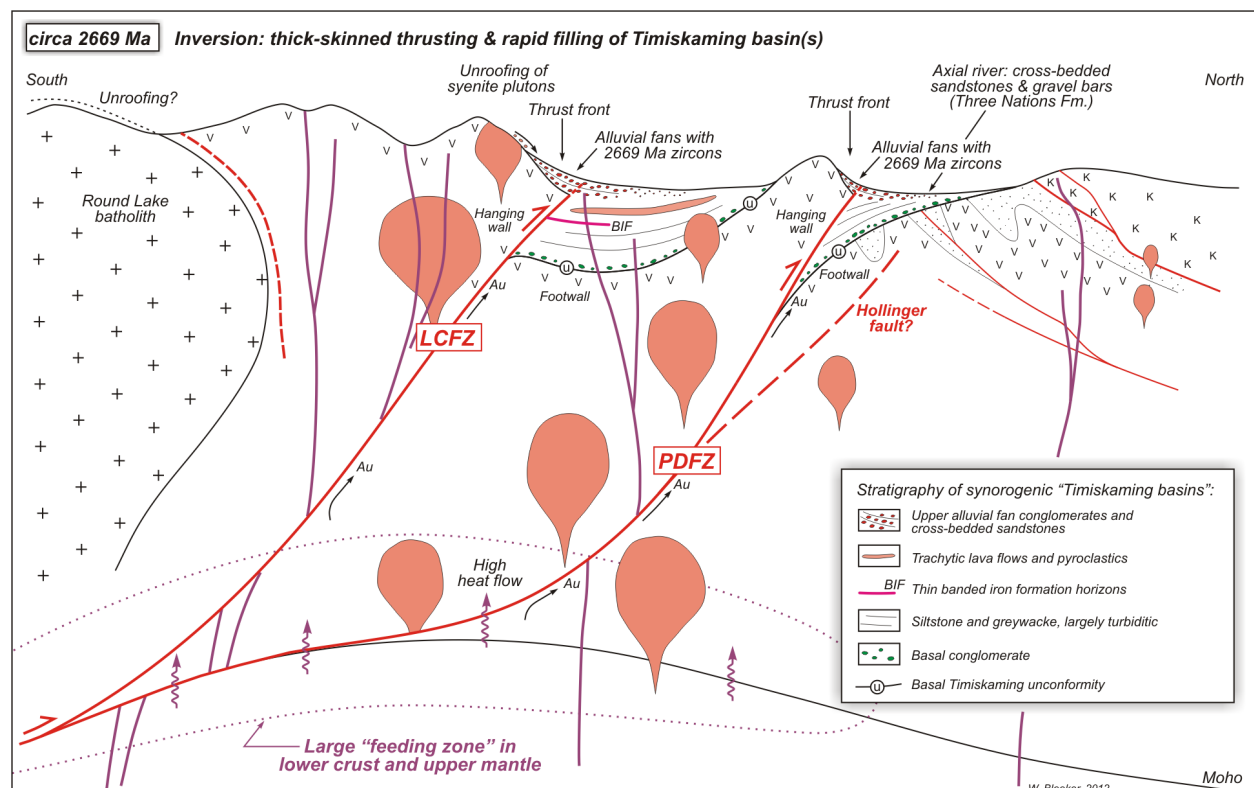 circa 2669 Ma
Inversion: thick-skinned thrusting & rapid filling of Timiskaming basin(s)
South
North
Unroofing?
Unroofing of
syenite plutons
Thrust front
Alluvial fans with
2669 Ma zircons
Axial river: cross-bedded
sandstones & gravel bars
(Three Nations Fm.)
Thrust front
Alluvial fans with
2669 Ma zircons
Round Lake
batholith
Hanging
wall
BIF
u
u
Footwall
Au
LCFZ
Hanging
wall
u
Footwall
Au
Hollinger
fault?
PDFZ
Au
Au
High
heat flow
Au
Large "feeding zone" in
lower crust and upper mantle
Stratigraphy of synorogenic "Timiskaming basins":
Upper alluvial fan conglomerates and
cross-bedded sandstones
Trachytic lava flows and pyroclastics
BIF Thin banded iron formation horizons
Siltstone and greywacke, largely turbiditic
Basal conglomerate
u Basal Timiskaming unconformity
Moho
W. Bleeker, 2012